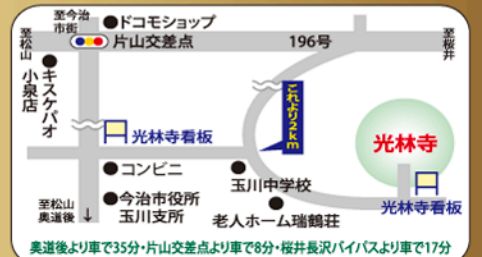 至今治
市街
●ドコモショップ
片山交差点
196号
至松山
至桜井
●キスケパオ
小泉店
これより2km
光林寺看板
光林寺
●コンビニ
玉川中学校
光林寺看板
●今治市役所
玉川支所
至松山
奥道後
↓
老人ホーム瑞鶴荘
奥道後より車で35分・片山交差点より車で8分・桜井長沢バイパスより車で17分